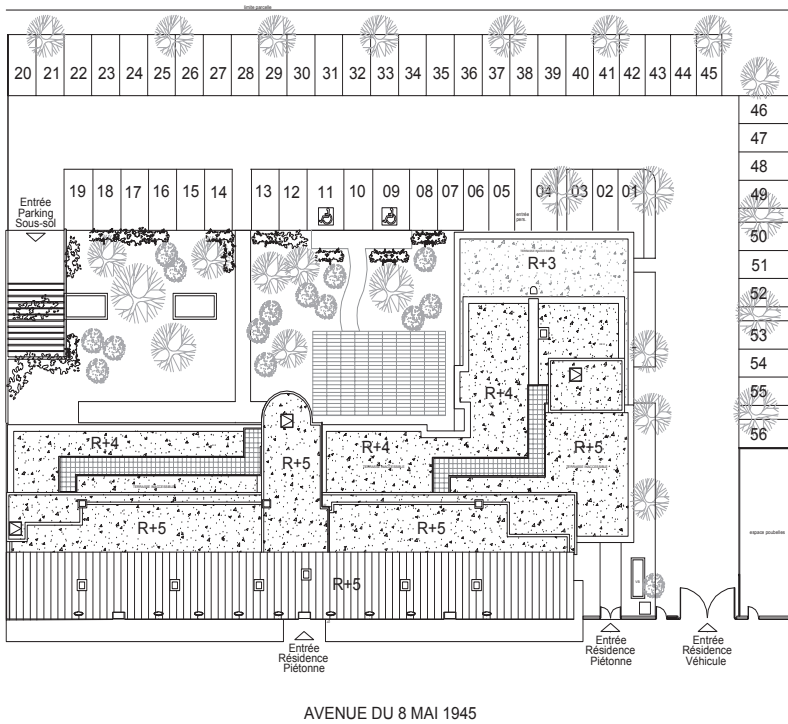 limite parcelle
20 21 22 23 24 25 26 27 28 29 30 31 32 33 34 35 36 37 38 39 40 41 42 43 44 45
46
47
48
49
50
51
52
53
54
55
56
Entrée
Parking
Sous-sol
19 18 17 16 15 14 13 12 11 10 09 08 07 06 05 04 03 02 01
R+3
R+4
R+4
R+4
R+5
R+5
R+5
R+5
R+5
espace poubelles
Entrée
Résidence
Piétonne
Entrée
Résidence
Piétonne
Entrée
Résidence
Véhicule
AVENUE DU 8 MAI 1945